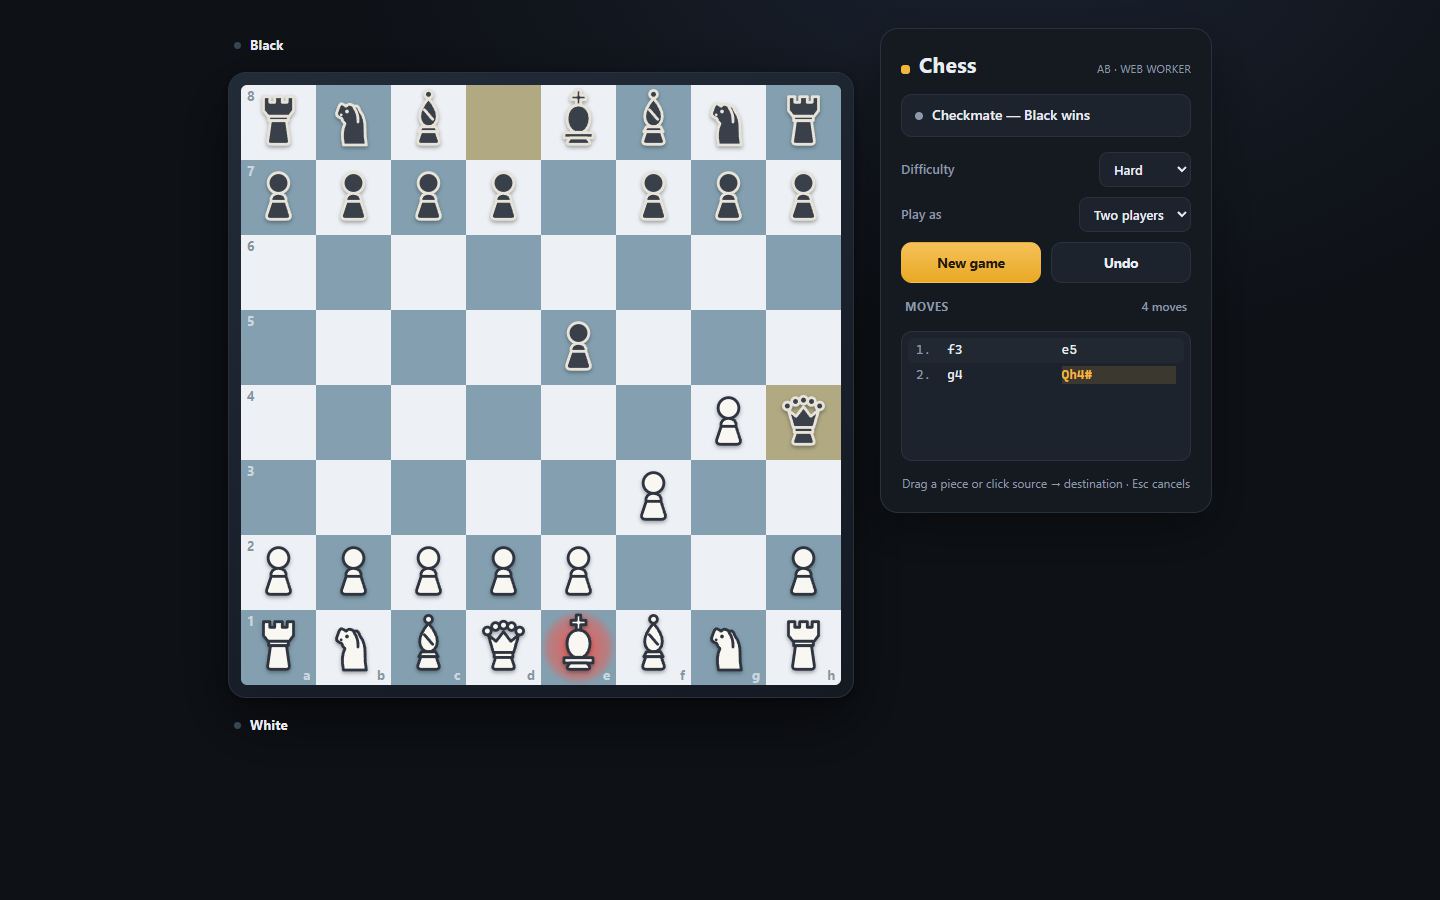 Black
Chess
AB · WEB WORKER
Checkmate — Black wins
Difficulty
Hard
Play as
Two players
New game
Undo
MOVES
4 moves
1. f3 e5
2. g4 Qh4#
Drag a piece or click source → destination · Esc cancels
8
7
6
5
4
3
2
1
a b c d e f g h
White